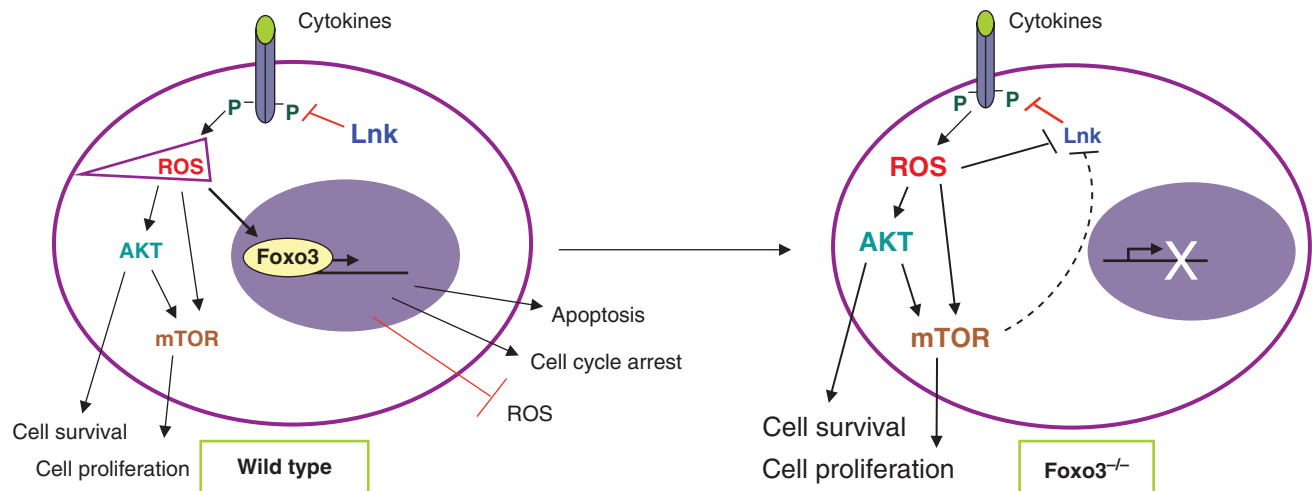 Cytokines
P P
Lnk
ROS
AKT
Foxo3
mTOR
Apoptosis
Cell cycle arrest
ROS
Cell survival
Cell proliferation
Wild type
Cytokines
P P
Lnk
ROS
AKT
X
mTOR
Cell survival
Cell proliferation
Foxo3–/–